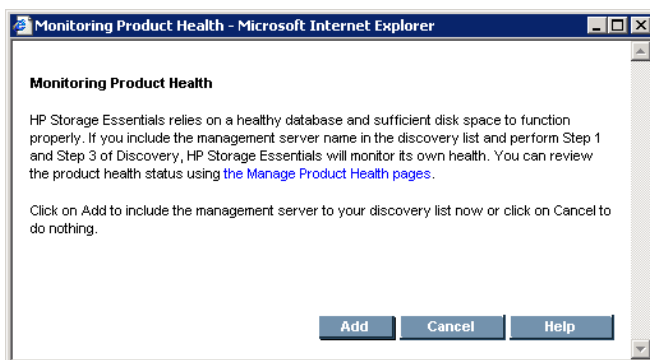 Monitoring Product Health - Microsoft Internet Explorer
Monitoring Product Health
HP Storage Essentials relies on a healthy database and sufficient disk space to function
properly. If you include the management server name in the discovery list and perform Step 1
and Step 3 of Discovery, HP Storage Essentials will monitor its own health. You can review
the product health status using the Manage Product Health pages.
Click on Add to include the management server to your discovery list now or click on Cancel to
do nothing.
Add Cancel Help